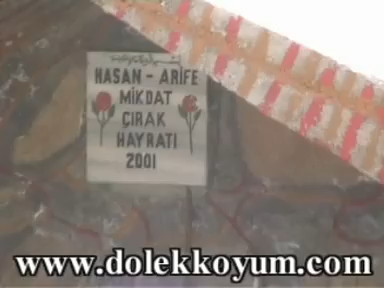 HASAN - ARİFE
MİKDAT
ÇIRAK
HAYRATI
2001
www.dolekkoyum.com